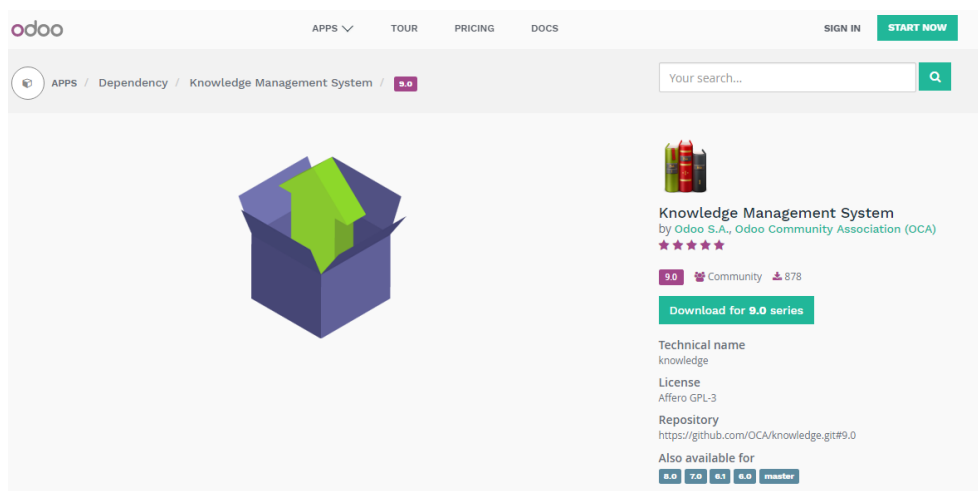 odoo
APPS TOUR PRICING DOCS SIGN IN START NOW
APPS / Dependency / Knowledge Management System / 9.0
Your search...
Knowledge Management System
by Odoo S.A., Odoo Community Association (OCA)
9.0 Community 878
Download for 9.0 series
Technical name
knowledge
License
Affero GPL-3
Repository
https://github.com/OCA/knowledge.git#9.0
Also available for
8.0 7.0 6.1 6.0 master